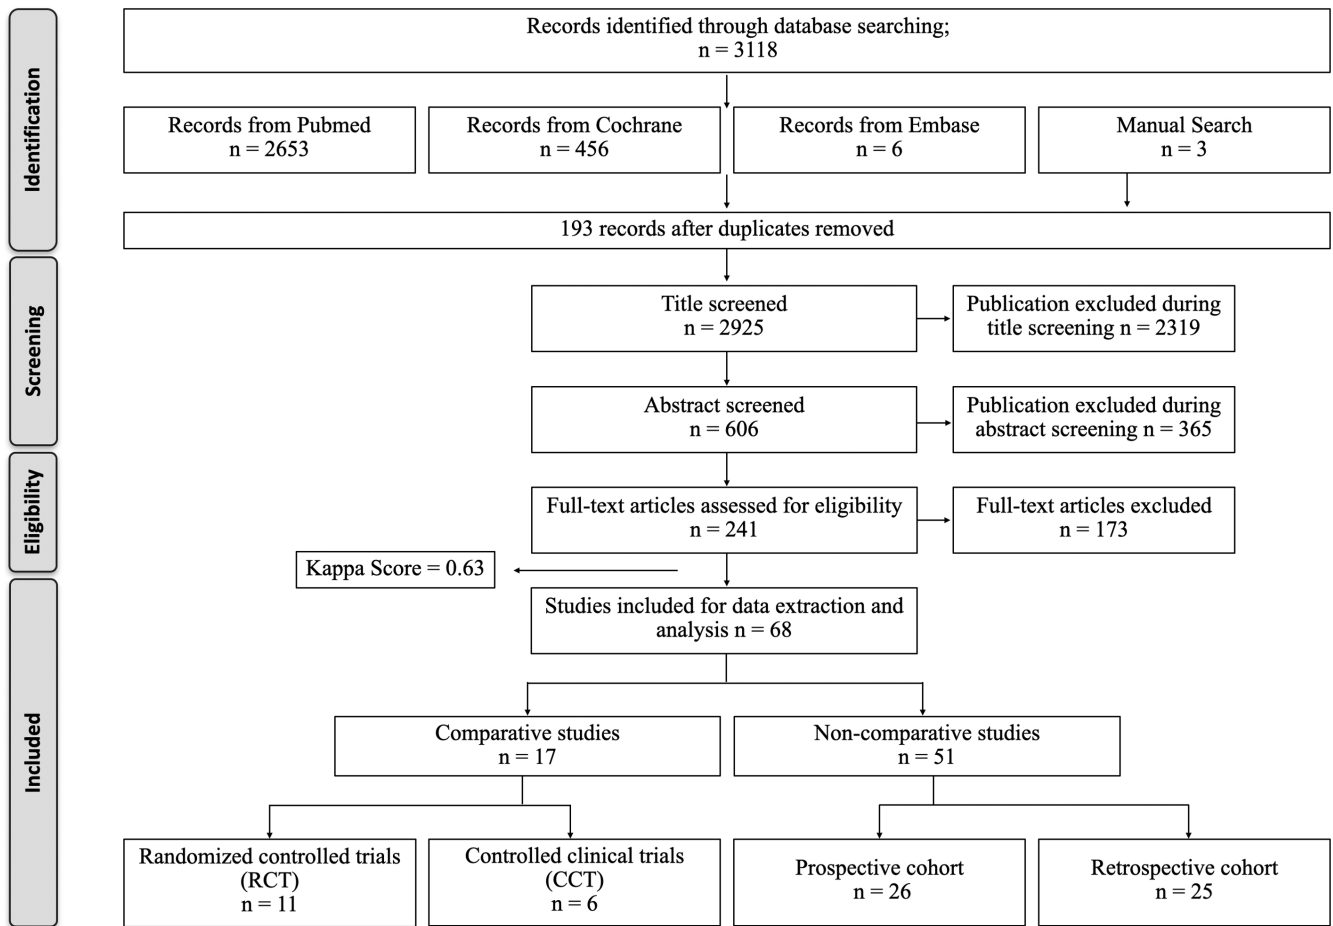 Identification
Records identified through database searching;
n = 3118
Records from Pubmed
n = 2653
Records from Cochrane
n = 456
Records from Embase
n = 6
Manual Search
n = 3
193 records after duplicates removed
Screening
Title screened
n = 2925
Publication excluded during
title screening n = 2319
Abstract screened
n = 606
Publication excluded during
abstract screening n = 365
Eligibility
Full-text articles assessed for eligibility
n = 241
Full-text articles excluded
n = 173
Kappa Score = 0.63
Included
Studies included for data extraction and
analysis n = 68
Comparative studies
n = 17
Non-comparative studies
n = 51
Randomized controlled trials
(RCT)
n = 11
Controlled clinical trials
(CCT)
n = 6
Prospective cohort
n = 26
Retrospective cohort
n = 25